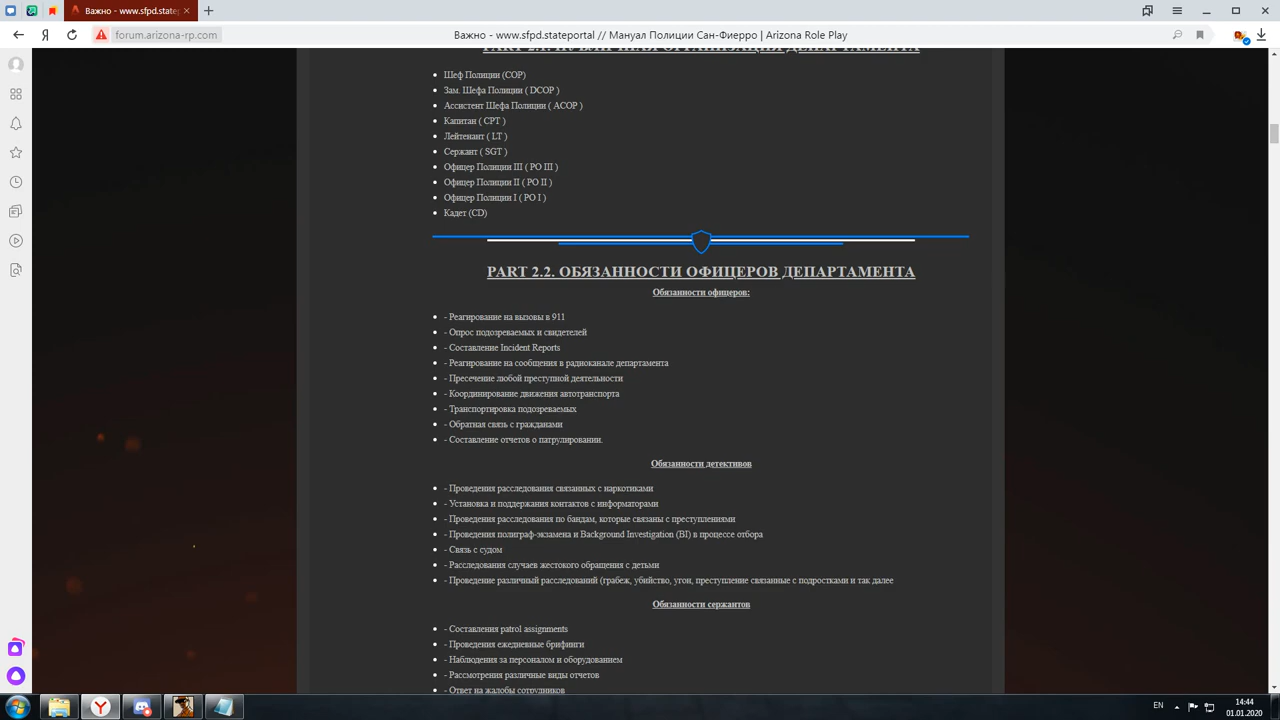 Важно - www.sfpd.statep
forum.arizona-rp.com
Важно - www.sfpd.stateportal // Мануал Полиции Сан-Фиерро | Arizona Role Play
PART 2.1. ПУБЛИЧНАЯ ОРГАНИЗАЦИЯ ДЕПАРТАМЕНТА
Шеф Полиции (COP)
Зам. Шефа Полиции ( DCOP )
Ассистент Шефа Полиции ( ACOP )
Капитан ( CPT )
Лейтенант ( LT )
Сержант ( SGT )
Офицер Полиции III ( PO III )
Офицер Полиции II ( PO II )
Офицер Полиции I ( PO I )
Кадет (CD)
PART 2.2. ОБЯЗАННОСТИ ОФИЦЕРОВ ДЕПАРТАМЕНТА
Обязанности офицеров:
- Реагирование на вызовы в 911
- Опрос подозреваемых и свидетелей
- Составление Incident Reports
- Реагирование на сообщения в радиоканале департамента
- Пресечение любой преступной деятельности
- Координирование движения автотранспорта
- Транспортировка подозреваемых
- Обратная связь с гражданами
- Составление отчетов о патрулировании.
Обязанности детективов
- Проведения расследования связанных с наркотиками
- Установка и поддержания контактов с информаторами
- Проведения расследования по бандам, которые связаны с преступлениями
- Проведения полиграф-экзамена и Background Investigation (BI) в процессе отбора
- Связь с судом
- Расследования случаев жестокого обращения с детьми
- Проведение различный расследований (грабеж, убийство, угон, преступление связанные с подростками и так далее
Обязанности сержантов
- Составления patrol assignments
- Проведения ежедневные брифинги
- Наблюдения за персоналом и оборудованием
- Рассмотрения различные виды отчетов
- Ответ на жалобы сотрудников
EN
14:44
01.01.2020